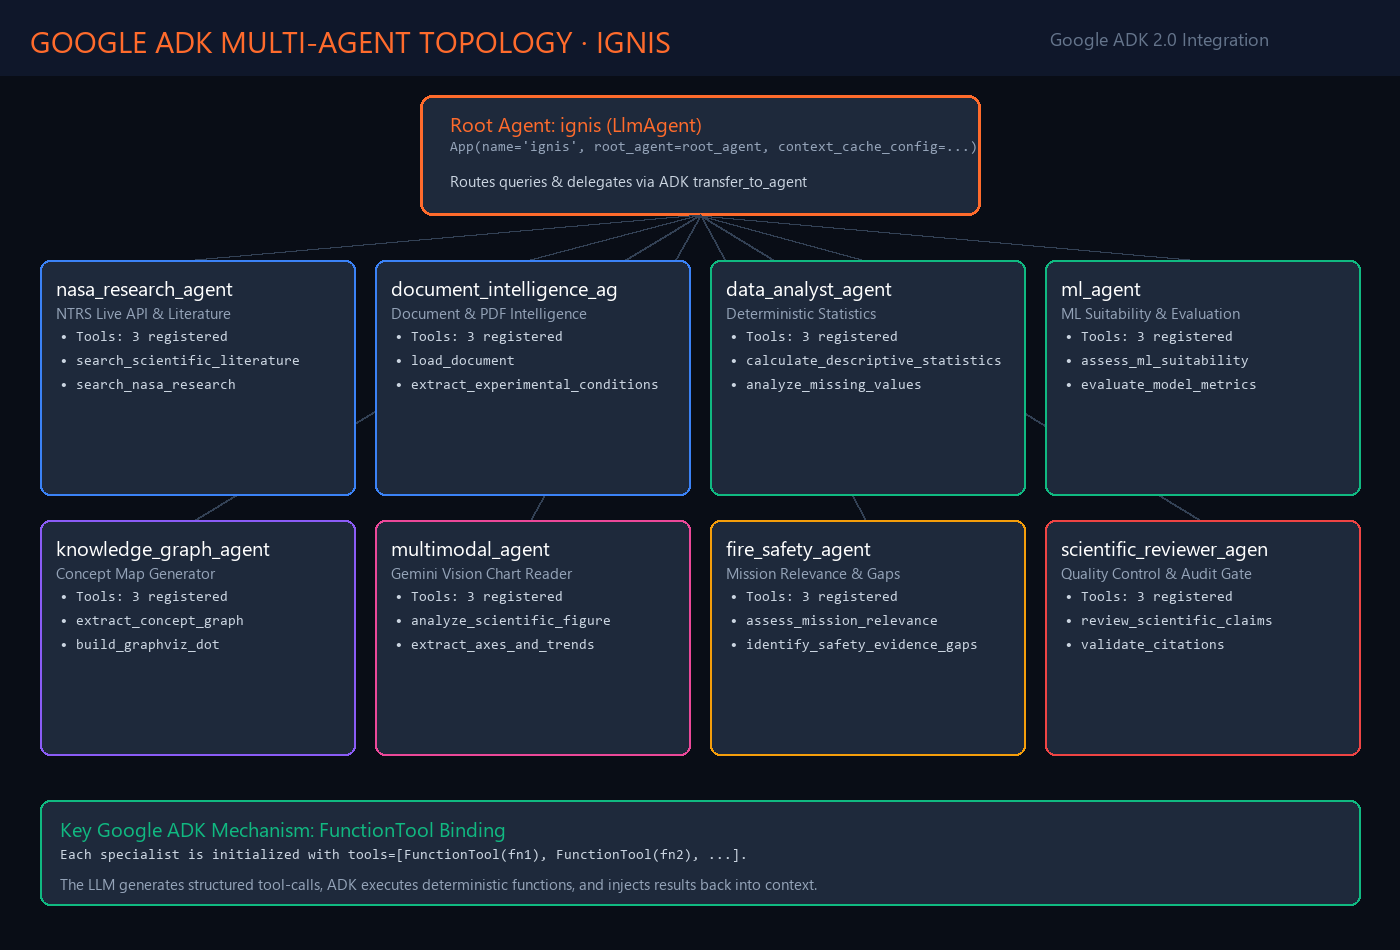 GOOGLE ADK MULTI-AGENT TOPOLOGY · IGNIS
Google ADK 2.0 Integration
Root Agent: ignis (LlmAgent)
App(name='ignis', root_agent=root_agent, context_cache_config=...)
Routes queries & delegates via ADK transfer_to_agent
nasa_research_agent
NTRS Live API & Literature
• Tools: 3 registered
• search_scientific_literature
• search_nasa_research
document_intelligence_ag
Document & PDF Intelligence
• Tools: 3 registered
• load_document
• extract_experimental_conditions
data_analyst_agent
Deterministic Statistics
• Tools: 3 registered
• calculate_descriptive_statistics
• analyze_missing_values
ml_agent
ML Suitability & Evaluation
• Tools: 3 registered
• assess_ml_suitability
• evaluate_model_metrics
knowledge_graph_agent
Concept Map Generator
• Tools: 3 registered
• extract_concept_graph
• build_graphviz_dot
multimodal_agent
Gemini Vision Chart Reader
• Tools: 3 registered
• analyze_scientific_figure
• extract_axes_and_trends
fire_safety_agent
Mission Relevance & Gaps
• Tools: 3 registered
• assess_mission_relevance
• identify_safety_evidence_gaps
scientific_reviewer_agen
Quality Control & Audit Gate
• Tools: 3 registered
• review_scientific_claims
• validate_citations
Key Google ADK Mechanism: FunctionTool Binding
Each specialist is initialized with tools=[FunctionTool(fn1), FunctionTool(fn2), ...].
The LLM generates structured tool-calls, ADK executes deterministic functions, and injects results back into context.